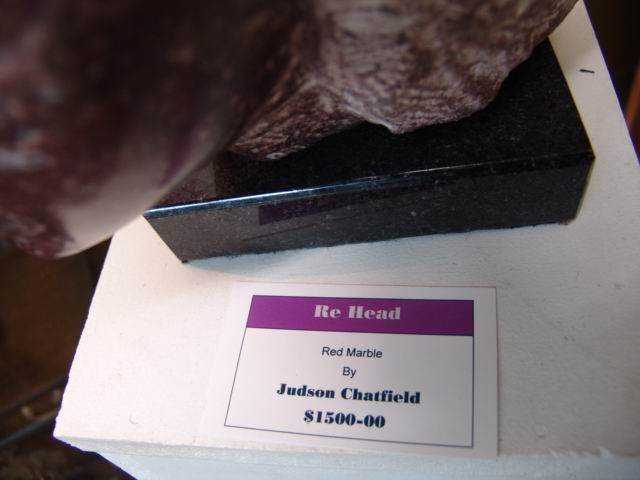 Re Head
Red Marble
By
Judson Chatfield
$1500-00